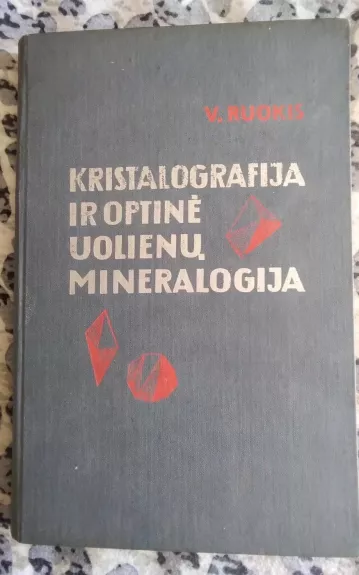 V. RUOKIS
KRISTALOGRAFIJA
IR OPTINĖ
UOLIENŲ
MINERALOGIJA